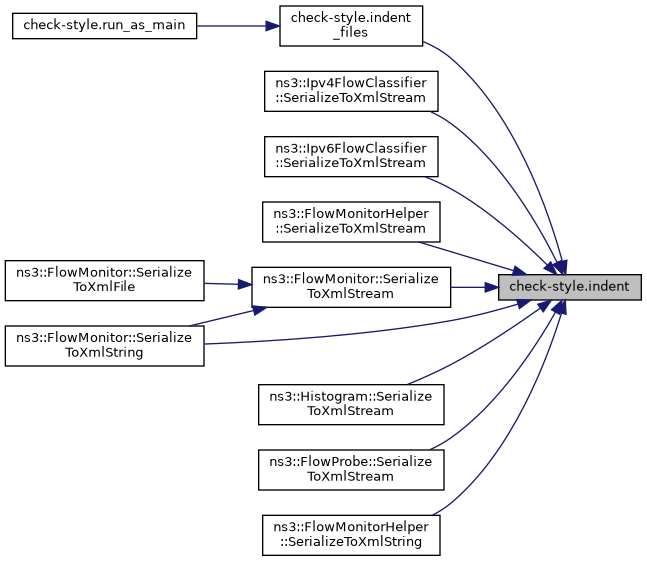 check-style.run_as_main
check-style.indent
_files
ns3::Ipv4FlowClassifier
::SerializeToXmlStream
ns3::Ipv6FlowClassifier
::SerializeToXmlStream
ns3::FlowMonitorHelper
::SerializeToXmlStream
ns3::FlowMonitor::Serialize
ToXmlFile
ns3::FlowMonitor::Serialize
ToXmlStream
check-style.indent
ns3::FlowMonitor::Serialize
ToXmlString
ns3::Histogram::Serialize
ToXmlStream
ns3::FlowProbe::Serialize
ToXmlStream
ns3::FlowMonitorHelper
::SerializeToXmlString